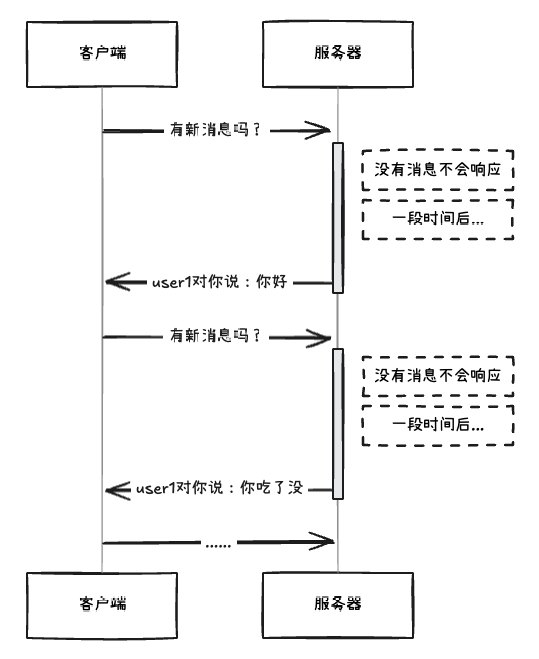 客户端
服务器
有新消息吗？
没有消息不会响应
一段时间后...
user1对你说：你好
有新消息吗？
没有消息不会响应
一段时间后...
user1对你说：你吃了没
......
客户端
服务器